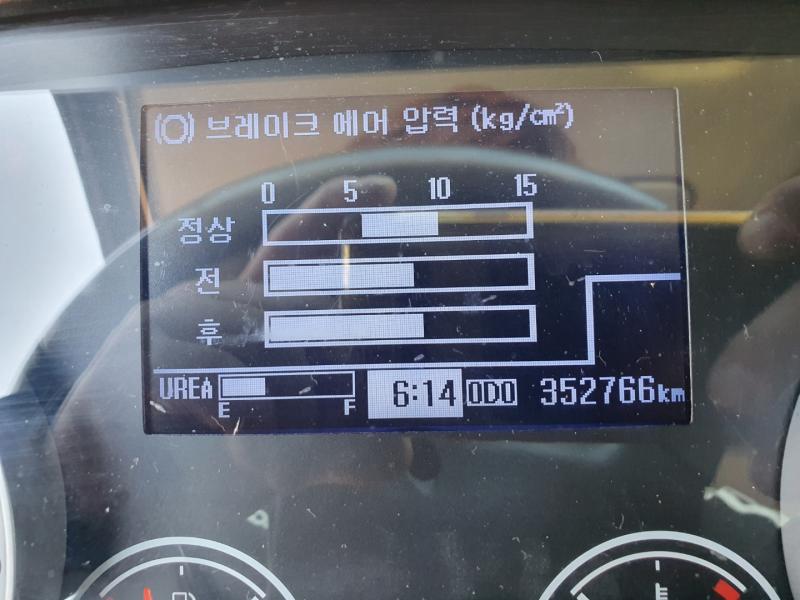 브레이크 에어 압력 (kg/cm²)
0 5 10 15
정상
전
후
UREA E F 6:14 ODO 352766km